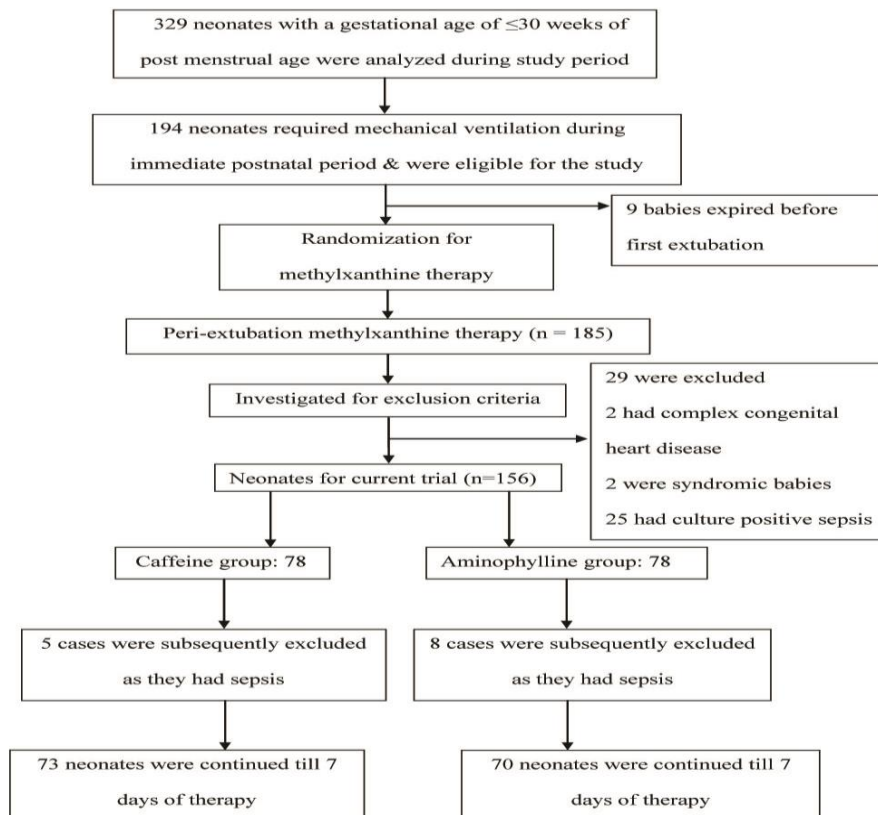 329 neonates with a gestational age of ≤30 weeks of
post menstrual age were analyzed during study period
194 neonates required mechanical ventilation during
immediate postnatal period & were eligible for the study
9 babies expired before
first extubation
Randomization for
methylxanthine therapy
Peri-extubation methylxanthine therapy (n = 185)
Investigated for exclusion criteria
29 were excluded
2 had complex congenital
heart disease
2 were syndromic babies
25 had culture positive sepsis
Neonates for current trial (n=156)
Caffeine group: 78
Aminophylline group: 78
5 cases were subsequently excluded
as they had sepsis
8 cases were subsequently excluded
as they had sepsis
73 neonates were continued till 7
days of therapy
70 neonates were continued till 7
days of therapy